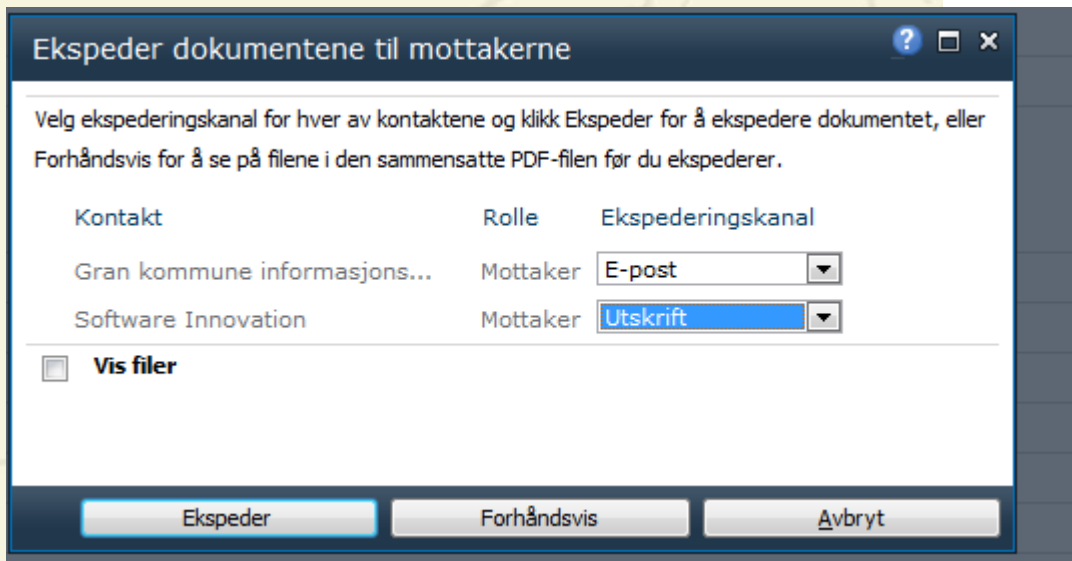 Ekspeder dokumentene til mottakerne
Velg ekspederingskanal for hver av kontaktene og klikk Ekspeder for å ekspedere dokumentet, eller
Forhåndsvis for å se på filene i den sammensatte PDF-filen før du ekspederer.
Kontakt Rolle Ekspederingskanal
Gran kommune informasjons... Mottaker E-post
Software Innovation Mottaker Utskrift
Vis filer
Ekspeder Forhåndsvis Avbryt